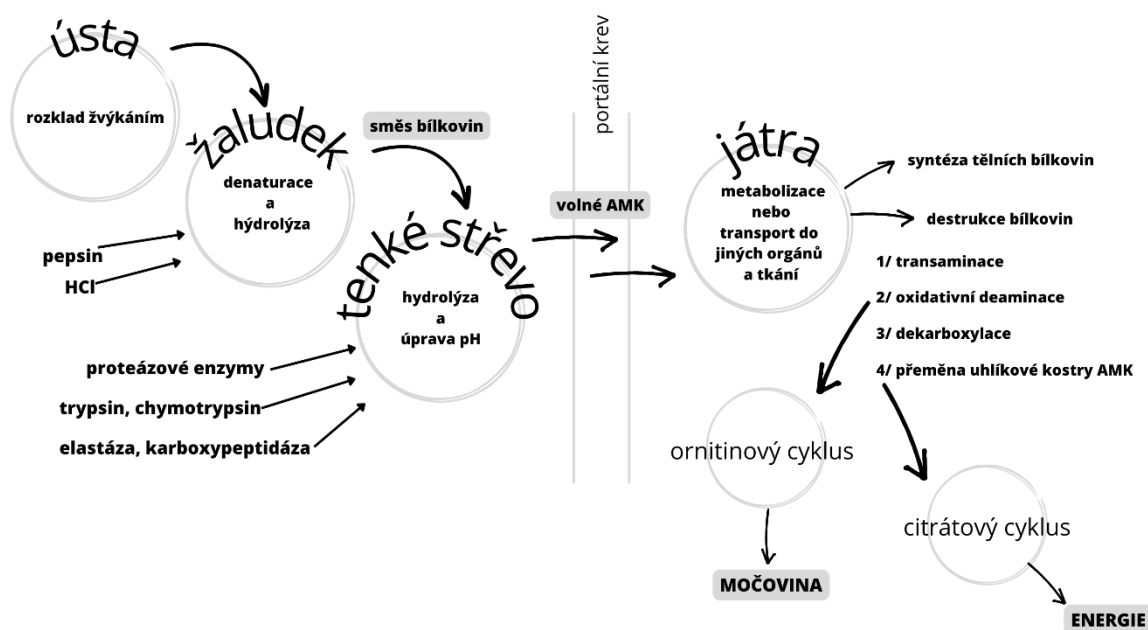 ústa
rozklad žvýkáním
žaludek
denaturace
a
hýdrolýza
pepsin
HCl
směs bílkovin
tenké střevo
hydrolýza
a
úprava pH
proteázové enzymy
trypsin, chymotrypsin
elastáza, karboxypeptidáza
portální krev
volné AMK
játra
metabolizace
nebo
transport do
jiných orgánů
a tkání
syntéza tělních bílkovin
destrukce bílkovin
1/ transaminace
2/ oxidativní deaminace
3/ dekarboxylace
4/ přeměna uhlíkové kostry AMK
ornitinový cyklus
MOČOVINA
citrátový cyklus
ENERGIE